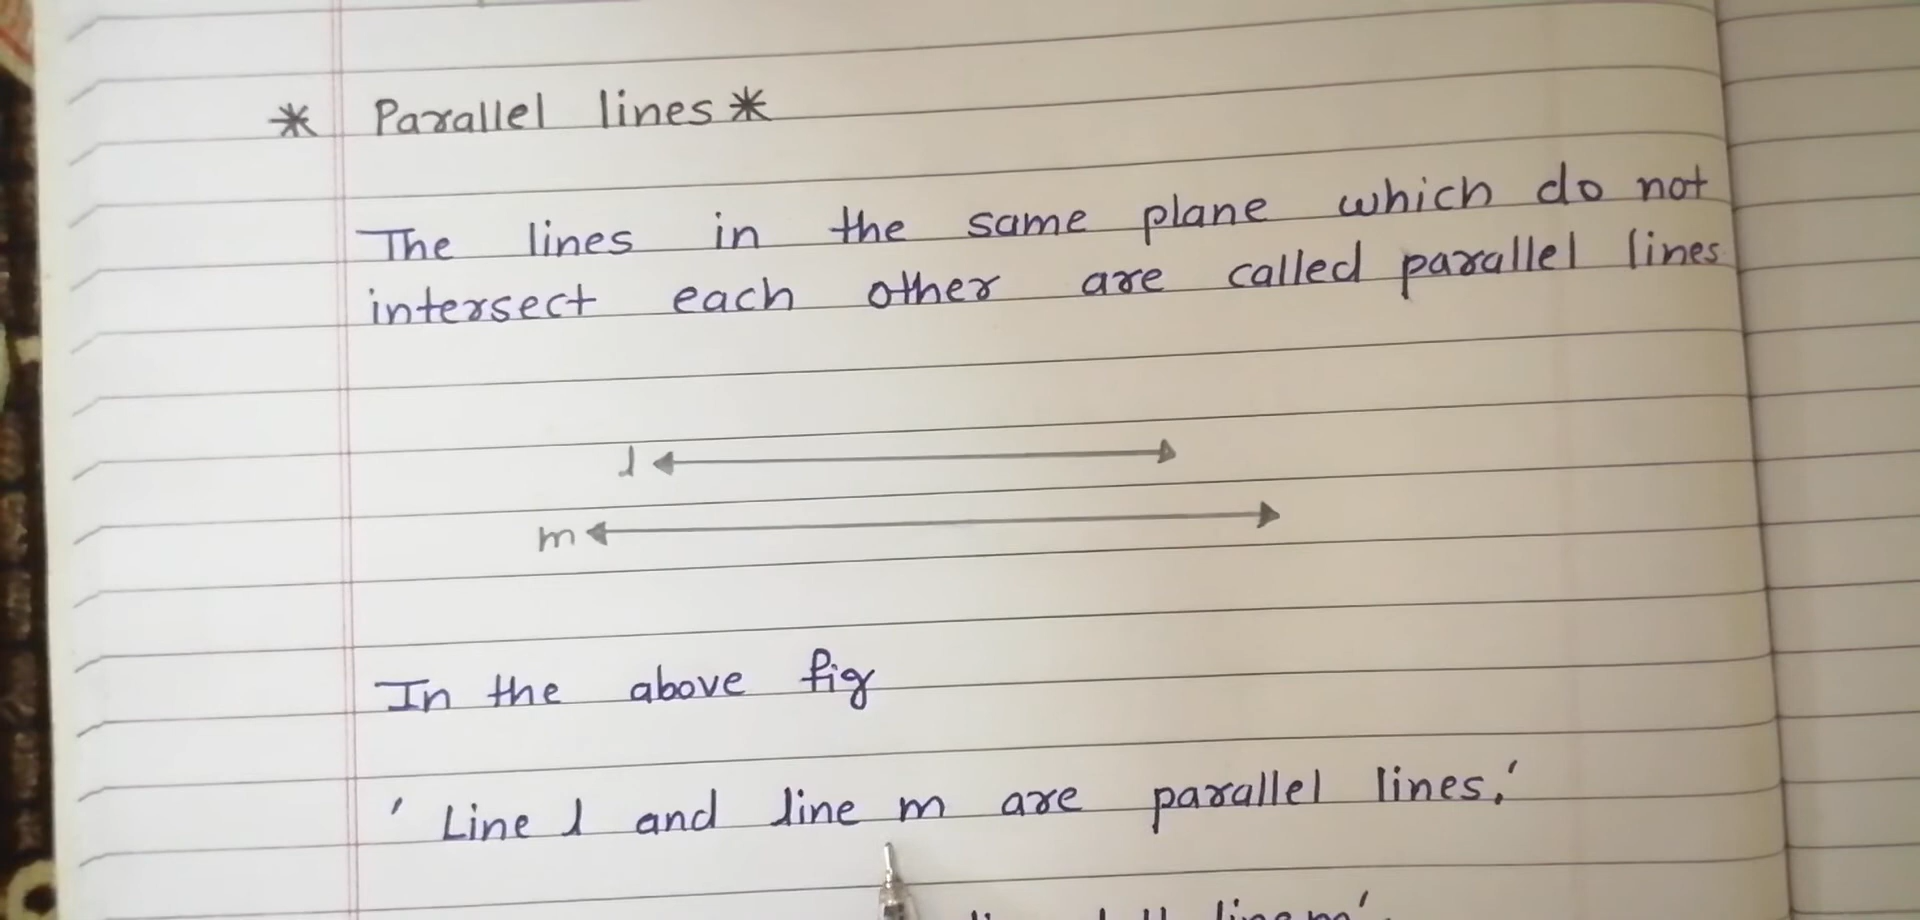 * Parallel lines *
The lines in the same plane which do not
intersect each other are called parallel lines
l
m
In the above fig
' Line l and line m are parallel lines.'
line m'.